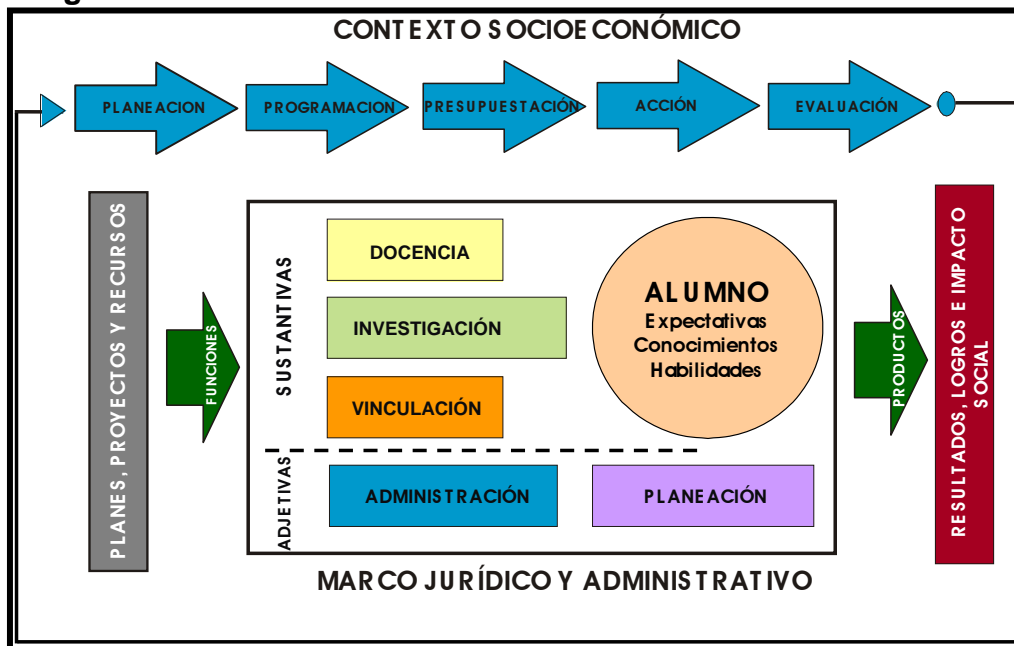 CONTEXTO SOCIOECONÓMICO
PLANEACION
PROGRAMACION
PRESUPUESTACIÓN
ACCIÓN
EVALUACIÓN
PLANES, PROYECTOS Y RECURSOS
FUNCIONES
SUSTANTIVAS
DOCENCIA
INVESTIGACIÓN
VINCULACIÓN
ALUMNO
Expectativas
Conocimientos
Habilidades
ADJETIVAS
ADMINISTRACIÓN
PLANEACIÓN
PRODUCTOS
RESULTADOS, LOGROS E IMPACTO
SOCIAL
MARCO JURÍDICO Y ADMINISTRATIVO